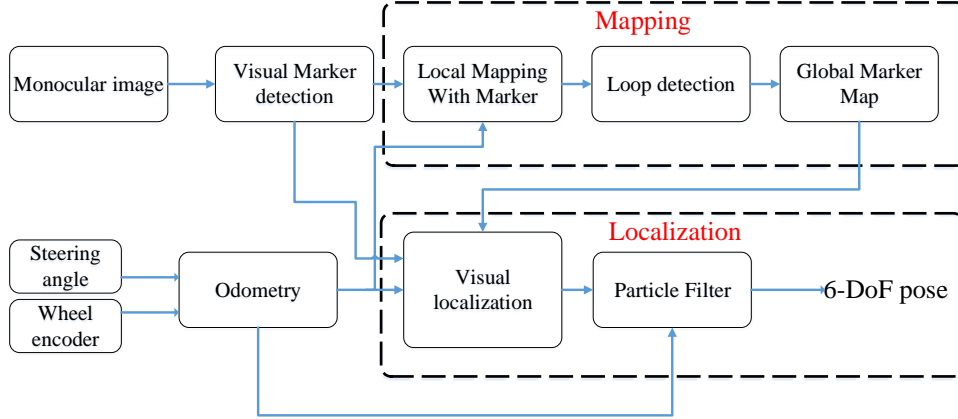 Mapping
Monocular image
Visual Marker
detection
Local Mapping
With Marker
Loop detection
Global Marker
Map
Localization
Steering
angle
Wheel
encoder
Odometry
Visual
localization
Particle Filter
6-DoF pose